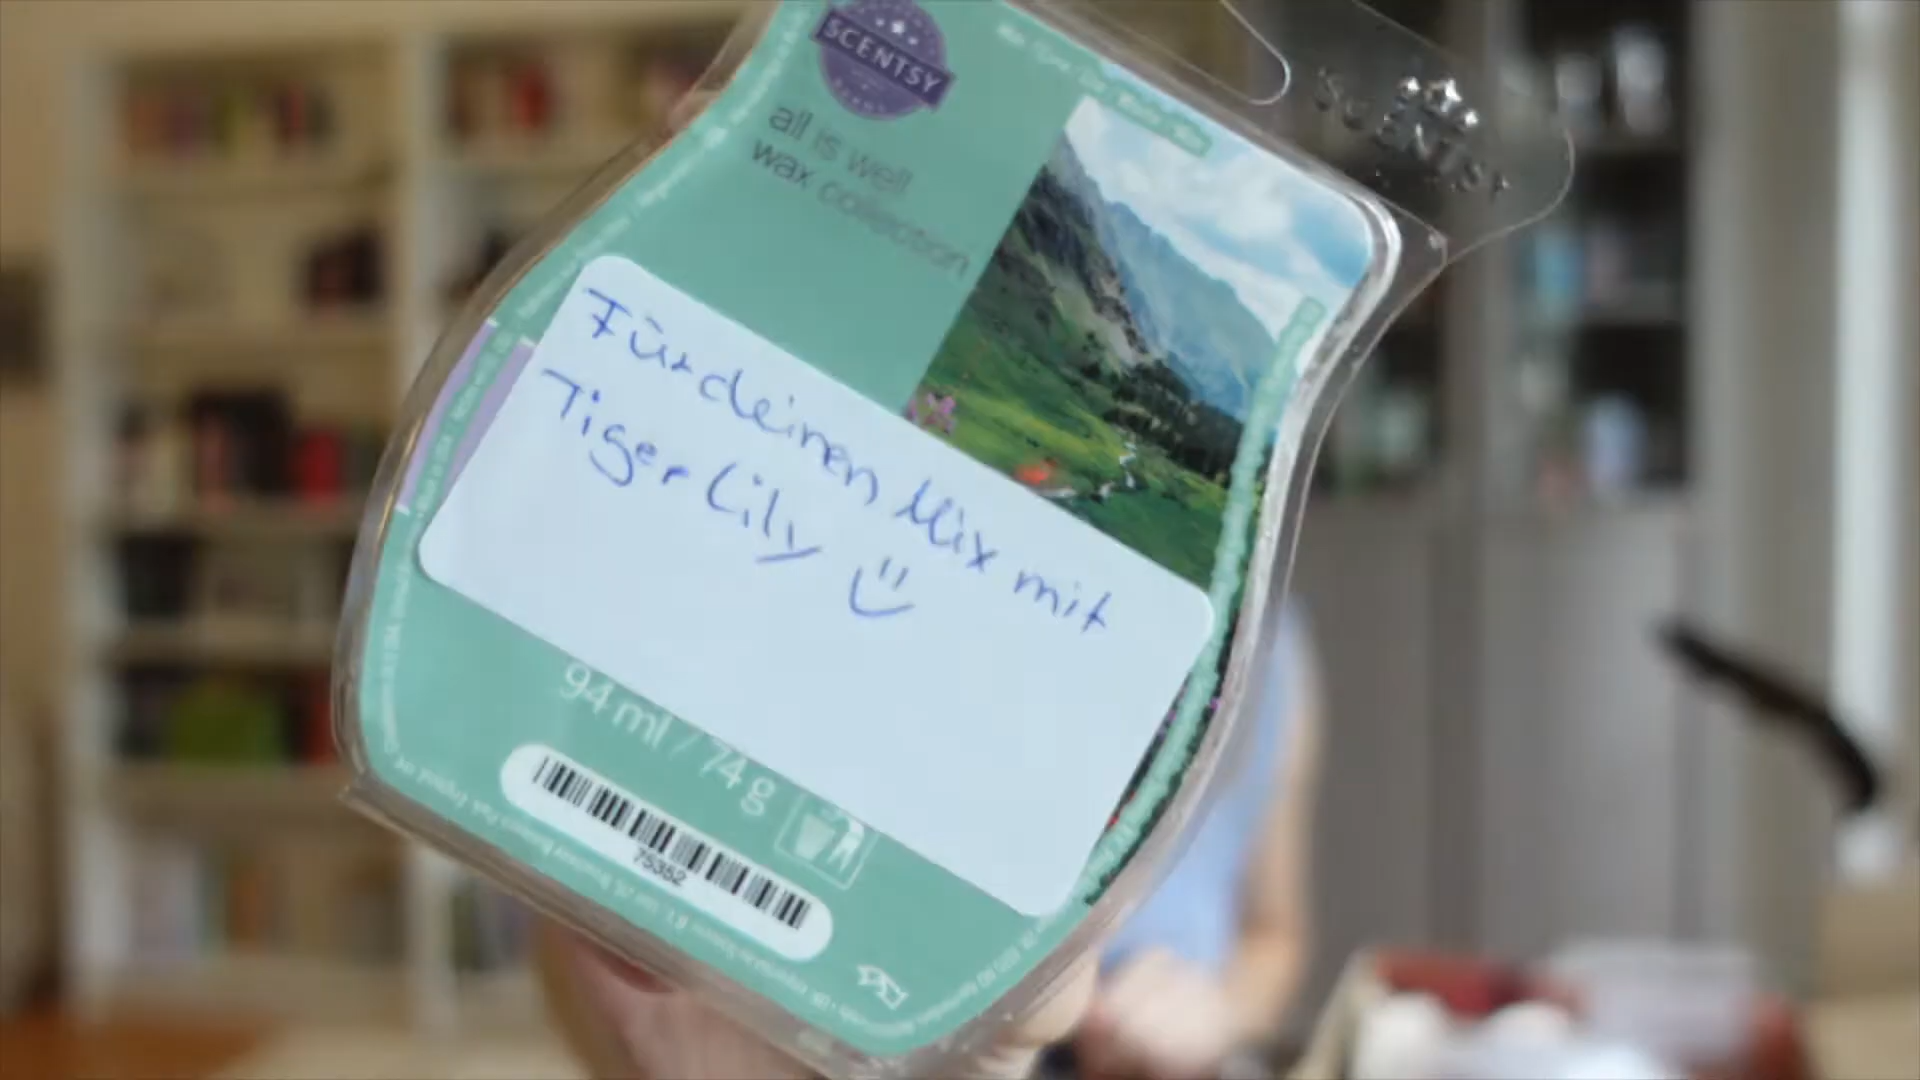 SCENTSY
all is well
wax collection
SCENTSY
Für deinen Mix mit
Tiger Lily
94 ml / 74 g
75352